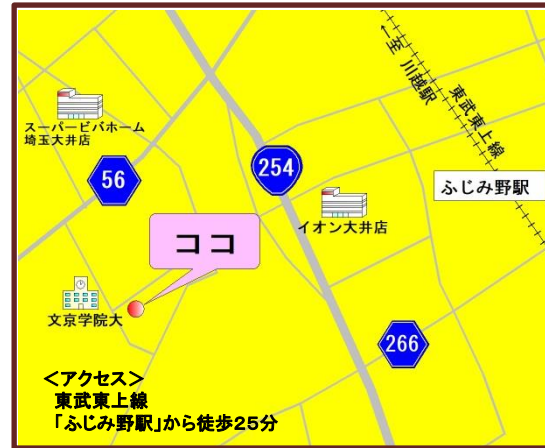 ←至 川越駅
東武東上線
スーパービバホーム
埼玉大井店
56
254
ふじみ野駅
イオン大井店
ココ
文京学院大
266
＜アクセス＞
東武東上線
「ふじみ野駅」から徒歩25分